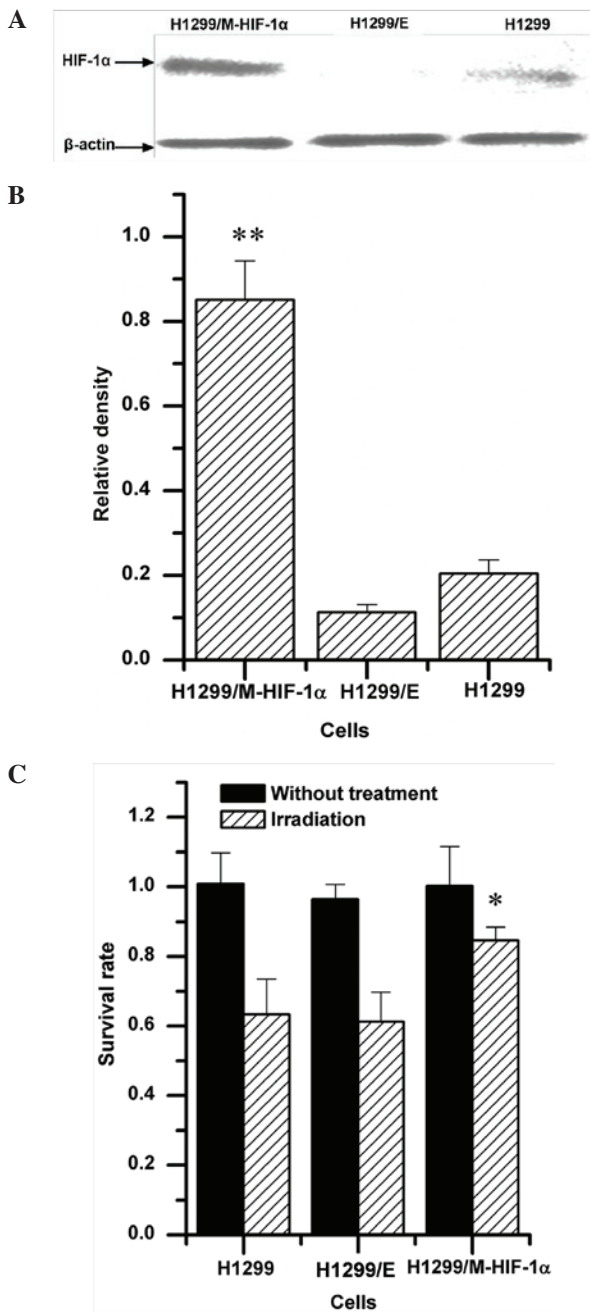 A
H1299/M-HIF-1α H1299/E H1299
HIF-1α
β-actin
B
1.0
**
0.8
0.6
0.4
0.2
0.0
Relative density
H1299/M-HIF-1α H1299/E H1299
Cells
C
Without treatment
Irradiation
1.2
1.0
*
0.8
0.6
0.4
0.2
0.0
Survival rate
H1299 H1299/E H1299/M-HIF-1α
Cells